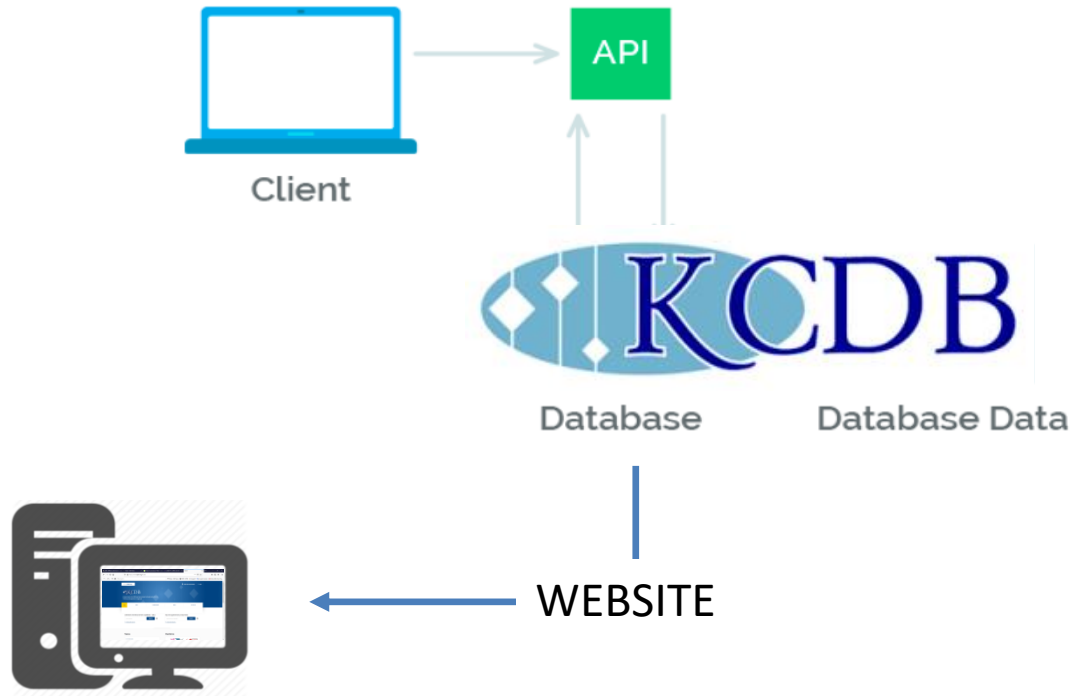 API
Client
KCDB
Database
Database Data
WEBSITE